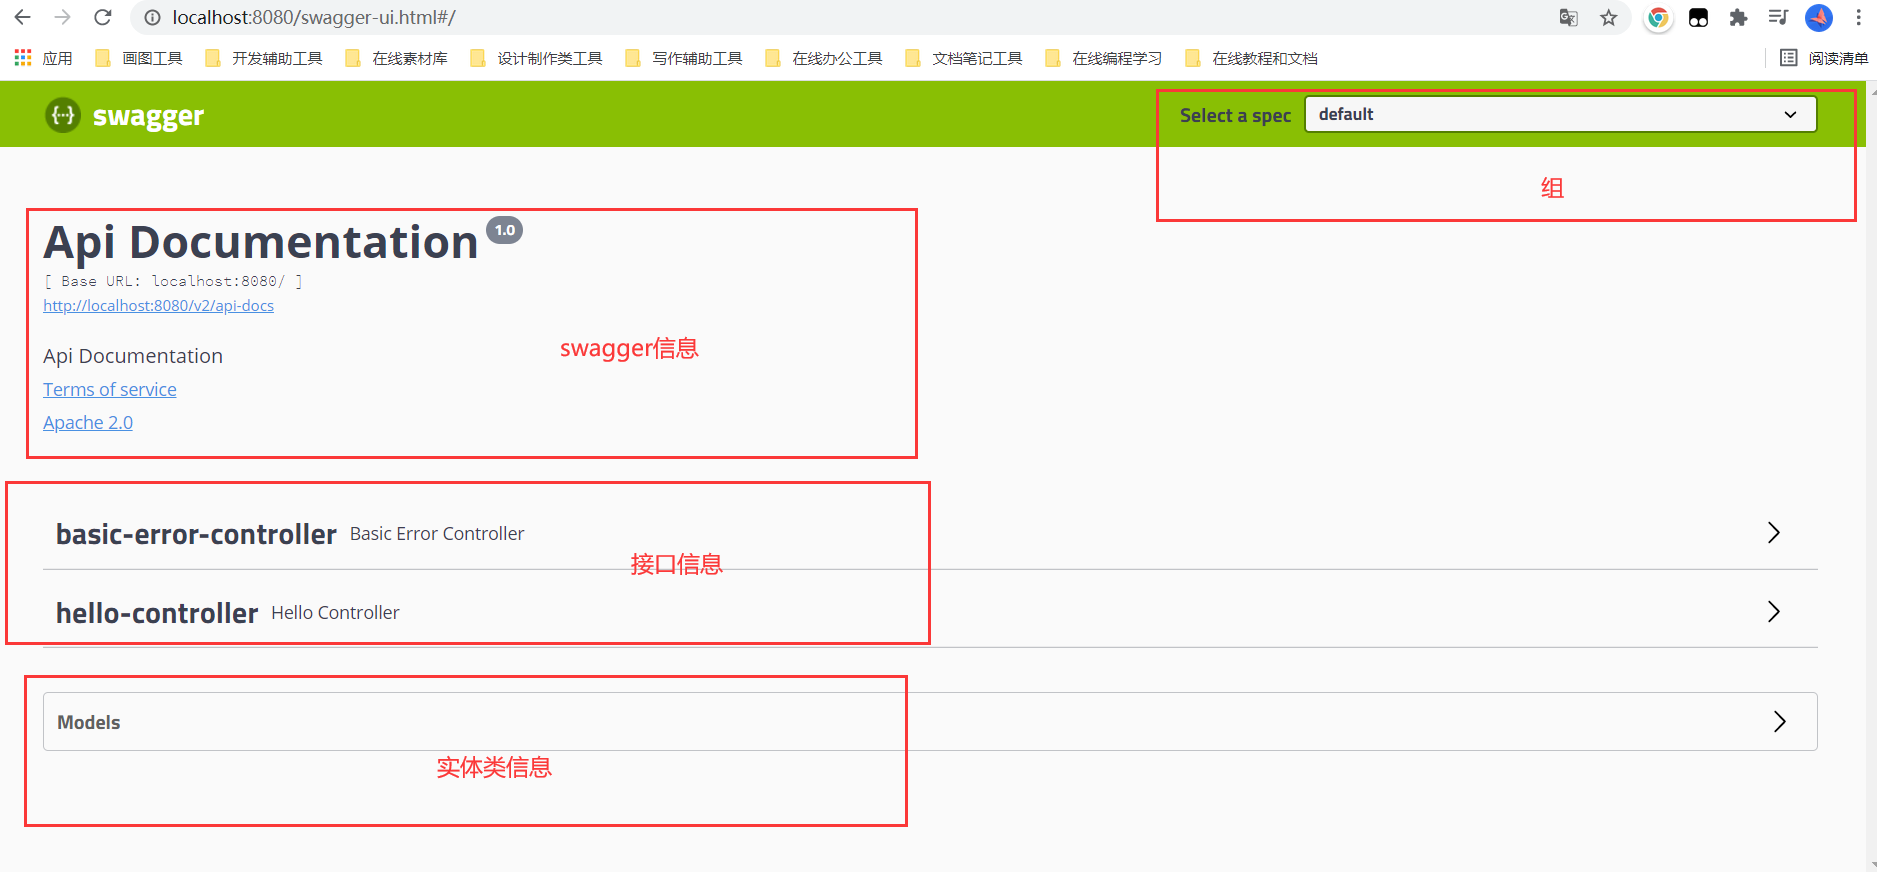 localhost:8080/swagger-ui.html#/
应用 画图工具 开发辅助工具 在线素材库 设计制作类工具 写作辅助工具 在线办公工具 文档笔记工具 在线编程学习 在线教程和文档 阅读清单
{···} swagger Select a spec default
组
Api Documentation 1.0
[ Base URL: localhost:8080/ ]
http://localhost:8080/v2/api-docs
swagger信息
Api Documentation
Terms of service
Apache 2.0
basic-error-controller Basic Error Controller
接口信息
hello-controller Hello Controller
Models
实体类信息